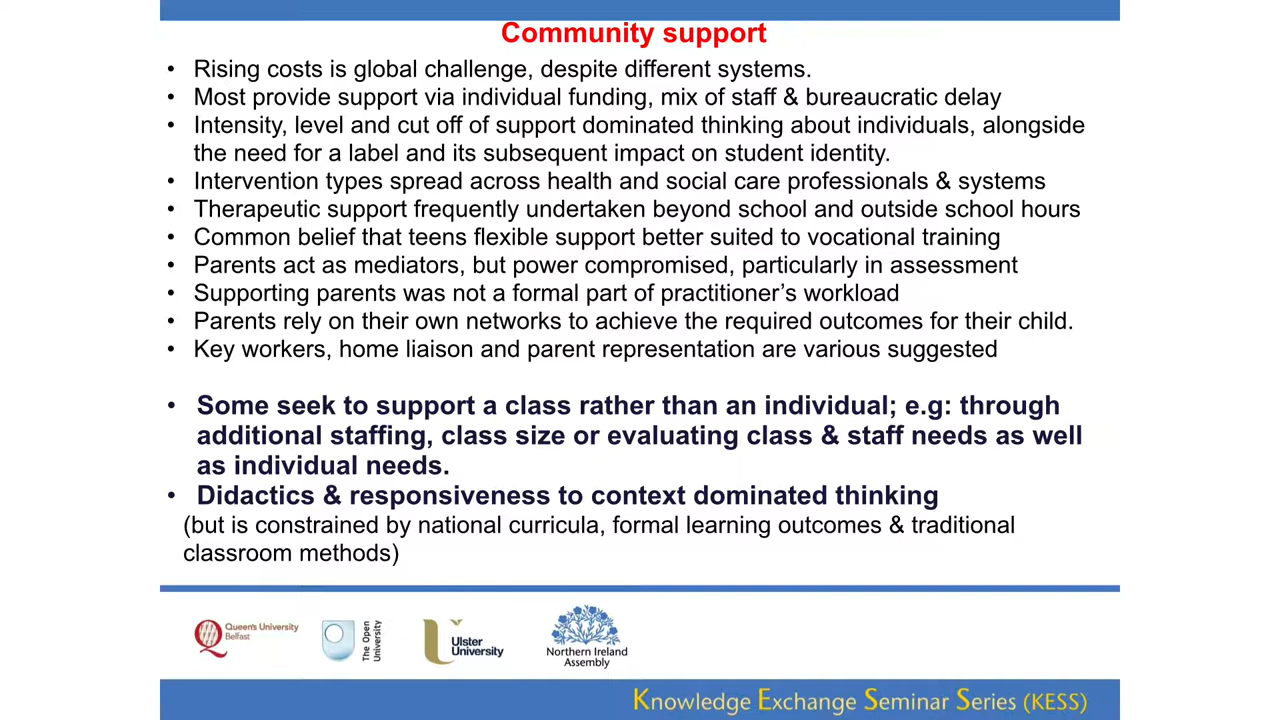 Community support
• Rising costs is global challenge, despite different systems.
• Most provide support via individual funding, mix of staff & bureaucratic delay
• Intensity, level and cut off of support dominated thinking about individuals, alongside
the need for a label and its subsequent impact on student identity.
• Intervention types spread across health and social care professionals & systems
• Therapeutic support frequently undertaken beyond school and outside school hours
• Common belief that teens flexible support better suited to vocational training
• Parents act as mediators, but power compromised, particularly in assessment
• Supporting parents was not a formal part of practitioner’s workload
• Parents rely on their own networks to achieve the required outcomes for their child.
• Key workers, home liaison and parent representation are various suggested
• Some seek to support a class rather than an individual; e.g: through
additional staffing, class size or evaluating class & staff needs as well
as individual needs.
• Didactics & responsiveness to context dominated thinking
(but is constrained by national curricula, formal learning outcomes & traditional
classroom methods)
Queen's University
Belfast
The Open
University
Ulster
University
Northern Ireland
Assembly
Knowledge Exchange Seminar Series (KESS)